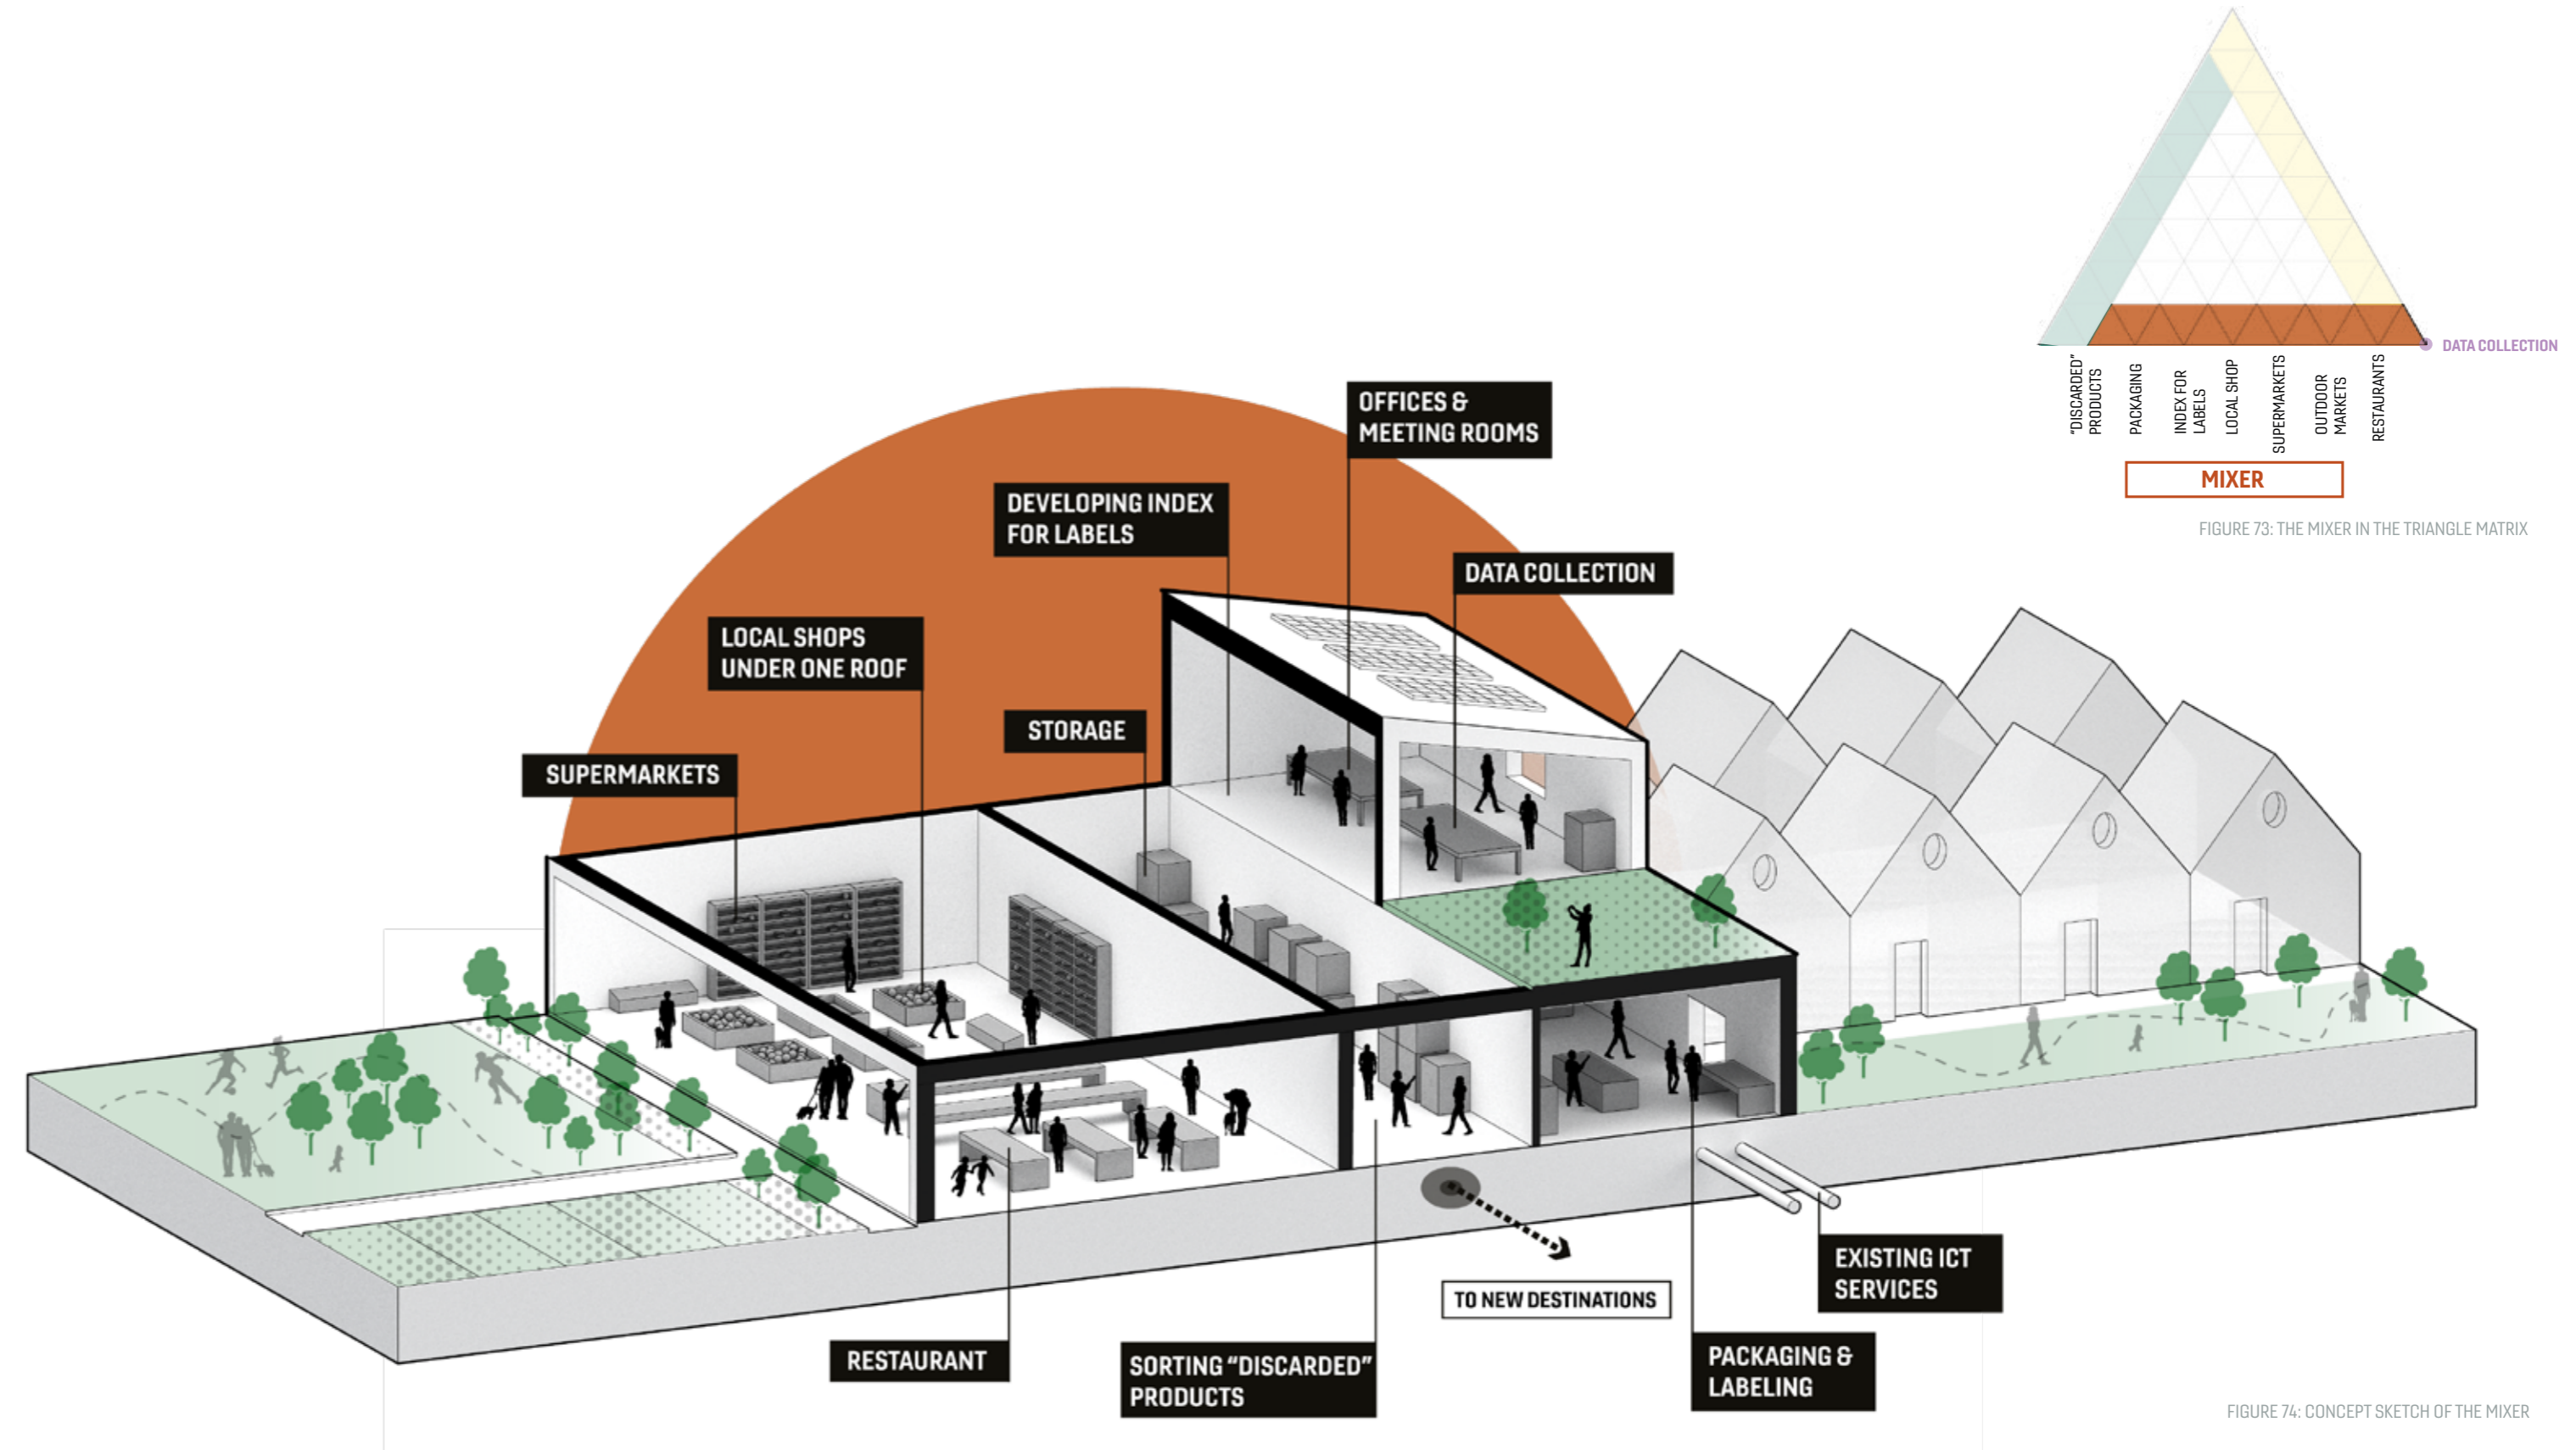 DATA COLLECTION
"DISCARDED"
PRODUCTS
PACKAGING
INDEX FOR
LABELS
LOCAL SHOP
SUPERMARKETS
OUTDOOR
MARKETS
RESTAURANTS
MIXER
FIGURE 73: THE MIXER IN THE TRIANGLE MATRIX
OFFICES &
MEETING ROOMS
DEVELOPING INDEX
FOR LABELS
DATA COLLECTION
LOCAL SHOPS
UNDER ONE ROOF
STORAGE
SUPERMARKETS
EXISTING ICT
SERVICES
TO NEW DESTINATIONS
RESTAURANT
SORTING “DISCARDED”
PRODUCTS
PACKAGING &
LABELING
FIGURE 74: CONCEPT SKETCH OF THE MIXER